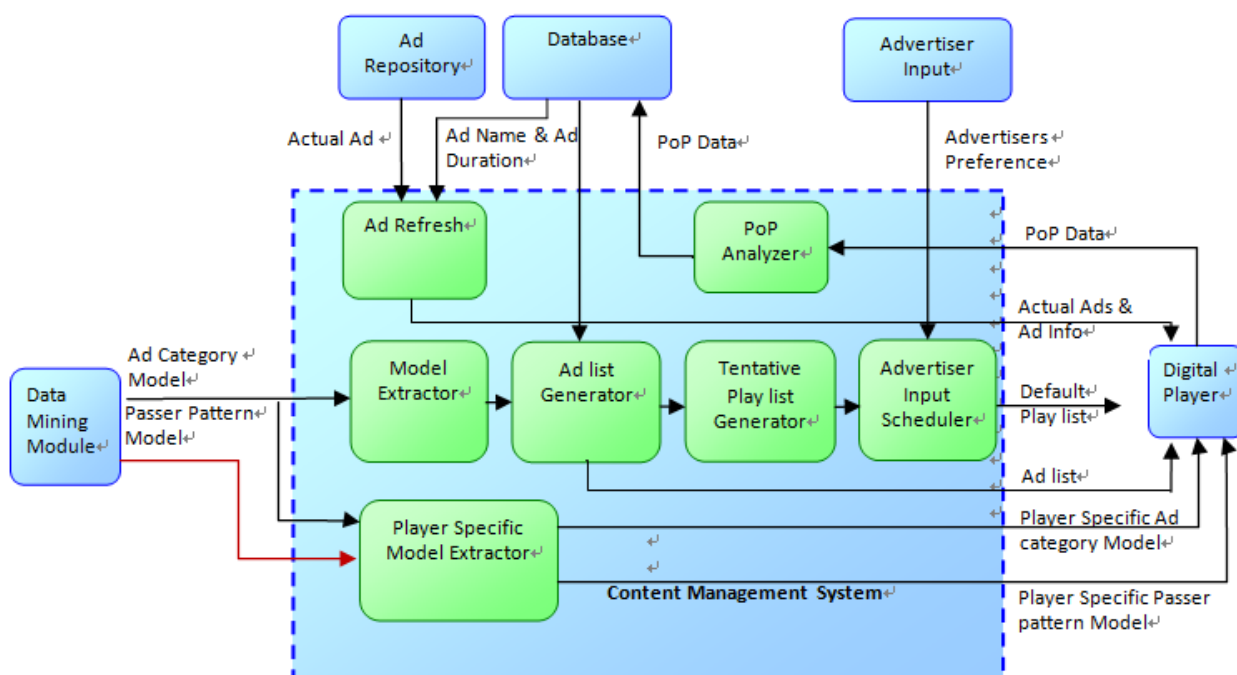 Ad
Repository
Database
Advertiser
Input
Actual Ad
Ad Name & Ad
Duration
PoP Data
Advertisers
Preference
Ad Refresh
PoP
Analyzer
PoP Data
Actual Ads &
Ad Info
Data
Mining
Module
Ad Category
Model
Passer Pattern
Model
Model
Extractor
Ad list
Generator
Tentative
Play list
Generator
Advertiser
Input
Scheduler
Default
Play list
Digital
Player
Ad list
Player Specific
Model Extractor
Player Specific Ad
category Model
Content Management System
Player Specific Passer
pattern Model